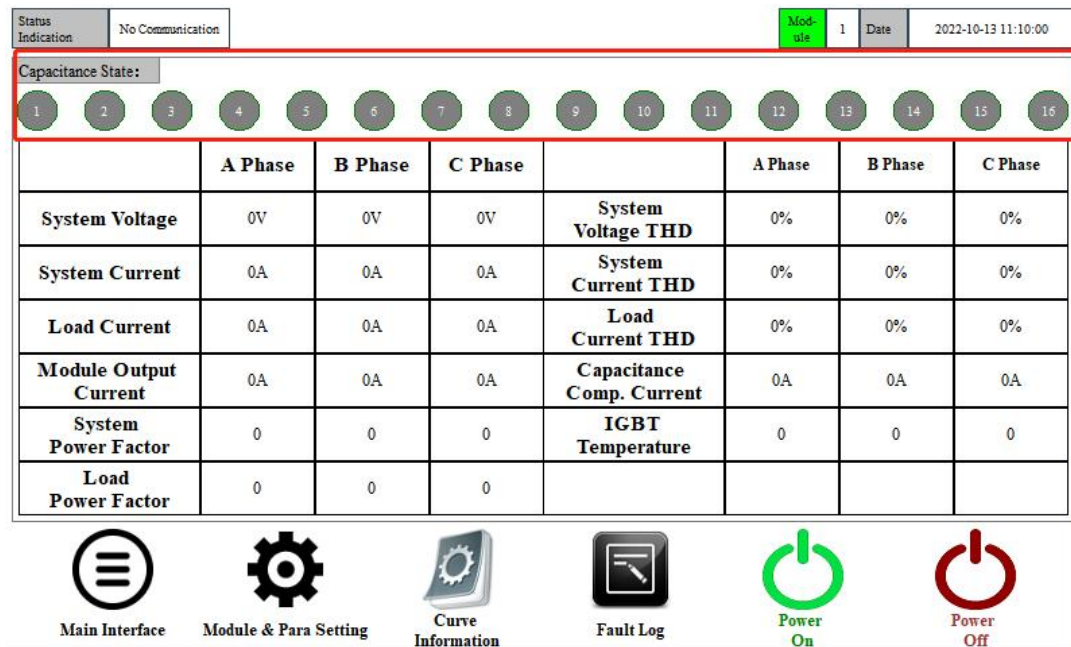 Status
Indication
No Communication
Mod-
ule
1
Date
2022-10-13 11:10:00
Capacitance State:
1 2 3 4 5 6 7 8 9 10 11 12 13 14 15 16
A Phase B Phase C Phase A Phase B Phase C Phase
System Voltage 0V 0V 0V System
Voltage THD 0% 0% 0%
System Current 0A 0A 0A System
Current THD 0% 0% 0%
Load Current 0A 0A 0A Load
Current THD 0% 0% 0%
Module Output
Current 0A 0A 0A Capacitance
Comp. Current 0A 0A 0A
System
Power Factor 0 0 0 IGBT
Temperature 0 0 0
Load
Power Factor 0 0 0
Main Interface
Module & Para Setting
Curve
Information
Fault Log
Power
On
Power
Off